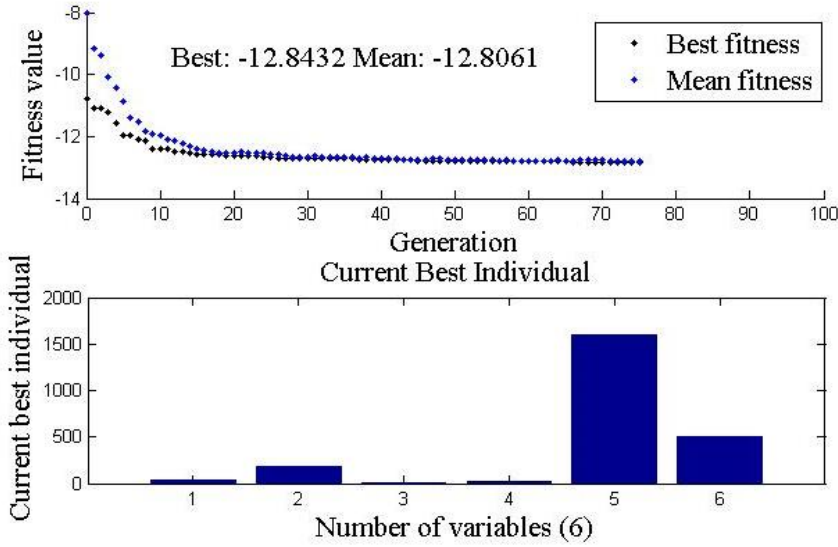 Fitness value
-8
-10
-12
-14
Best: -12.8432 Mean: -12.8061
Best fitness
Mean fitness
0 10 20 30 40 50 60 70 80 90 100
Generation
Current Best Individual
Current best individual
2000
1500
1000
500
0
1 2 3 4 5 6
Number of variables (6)